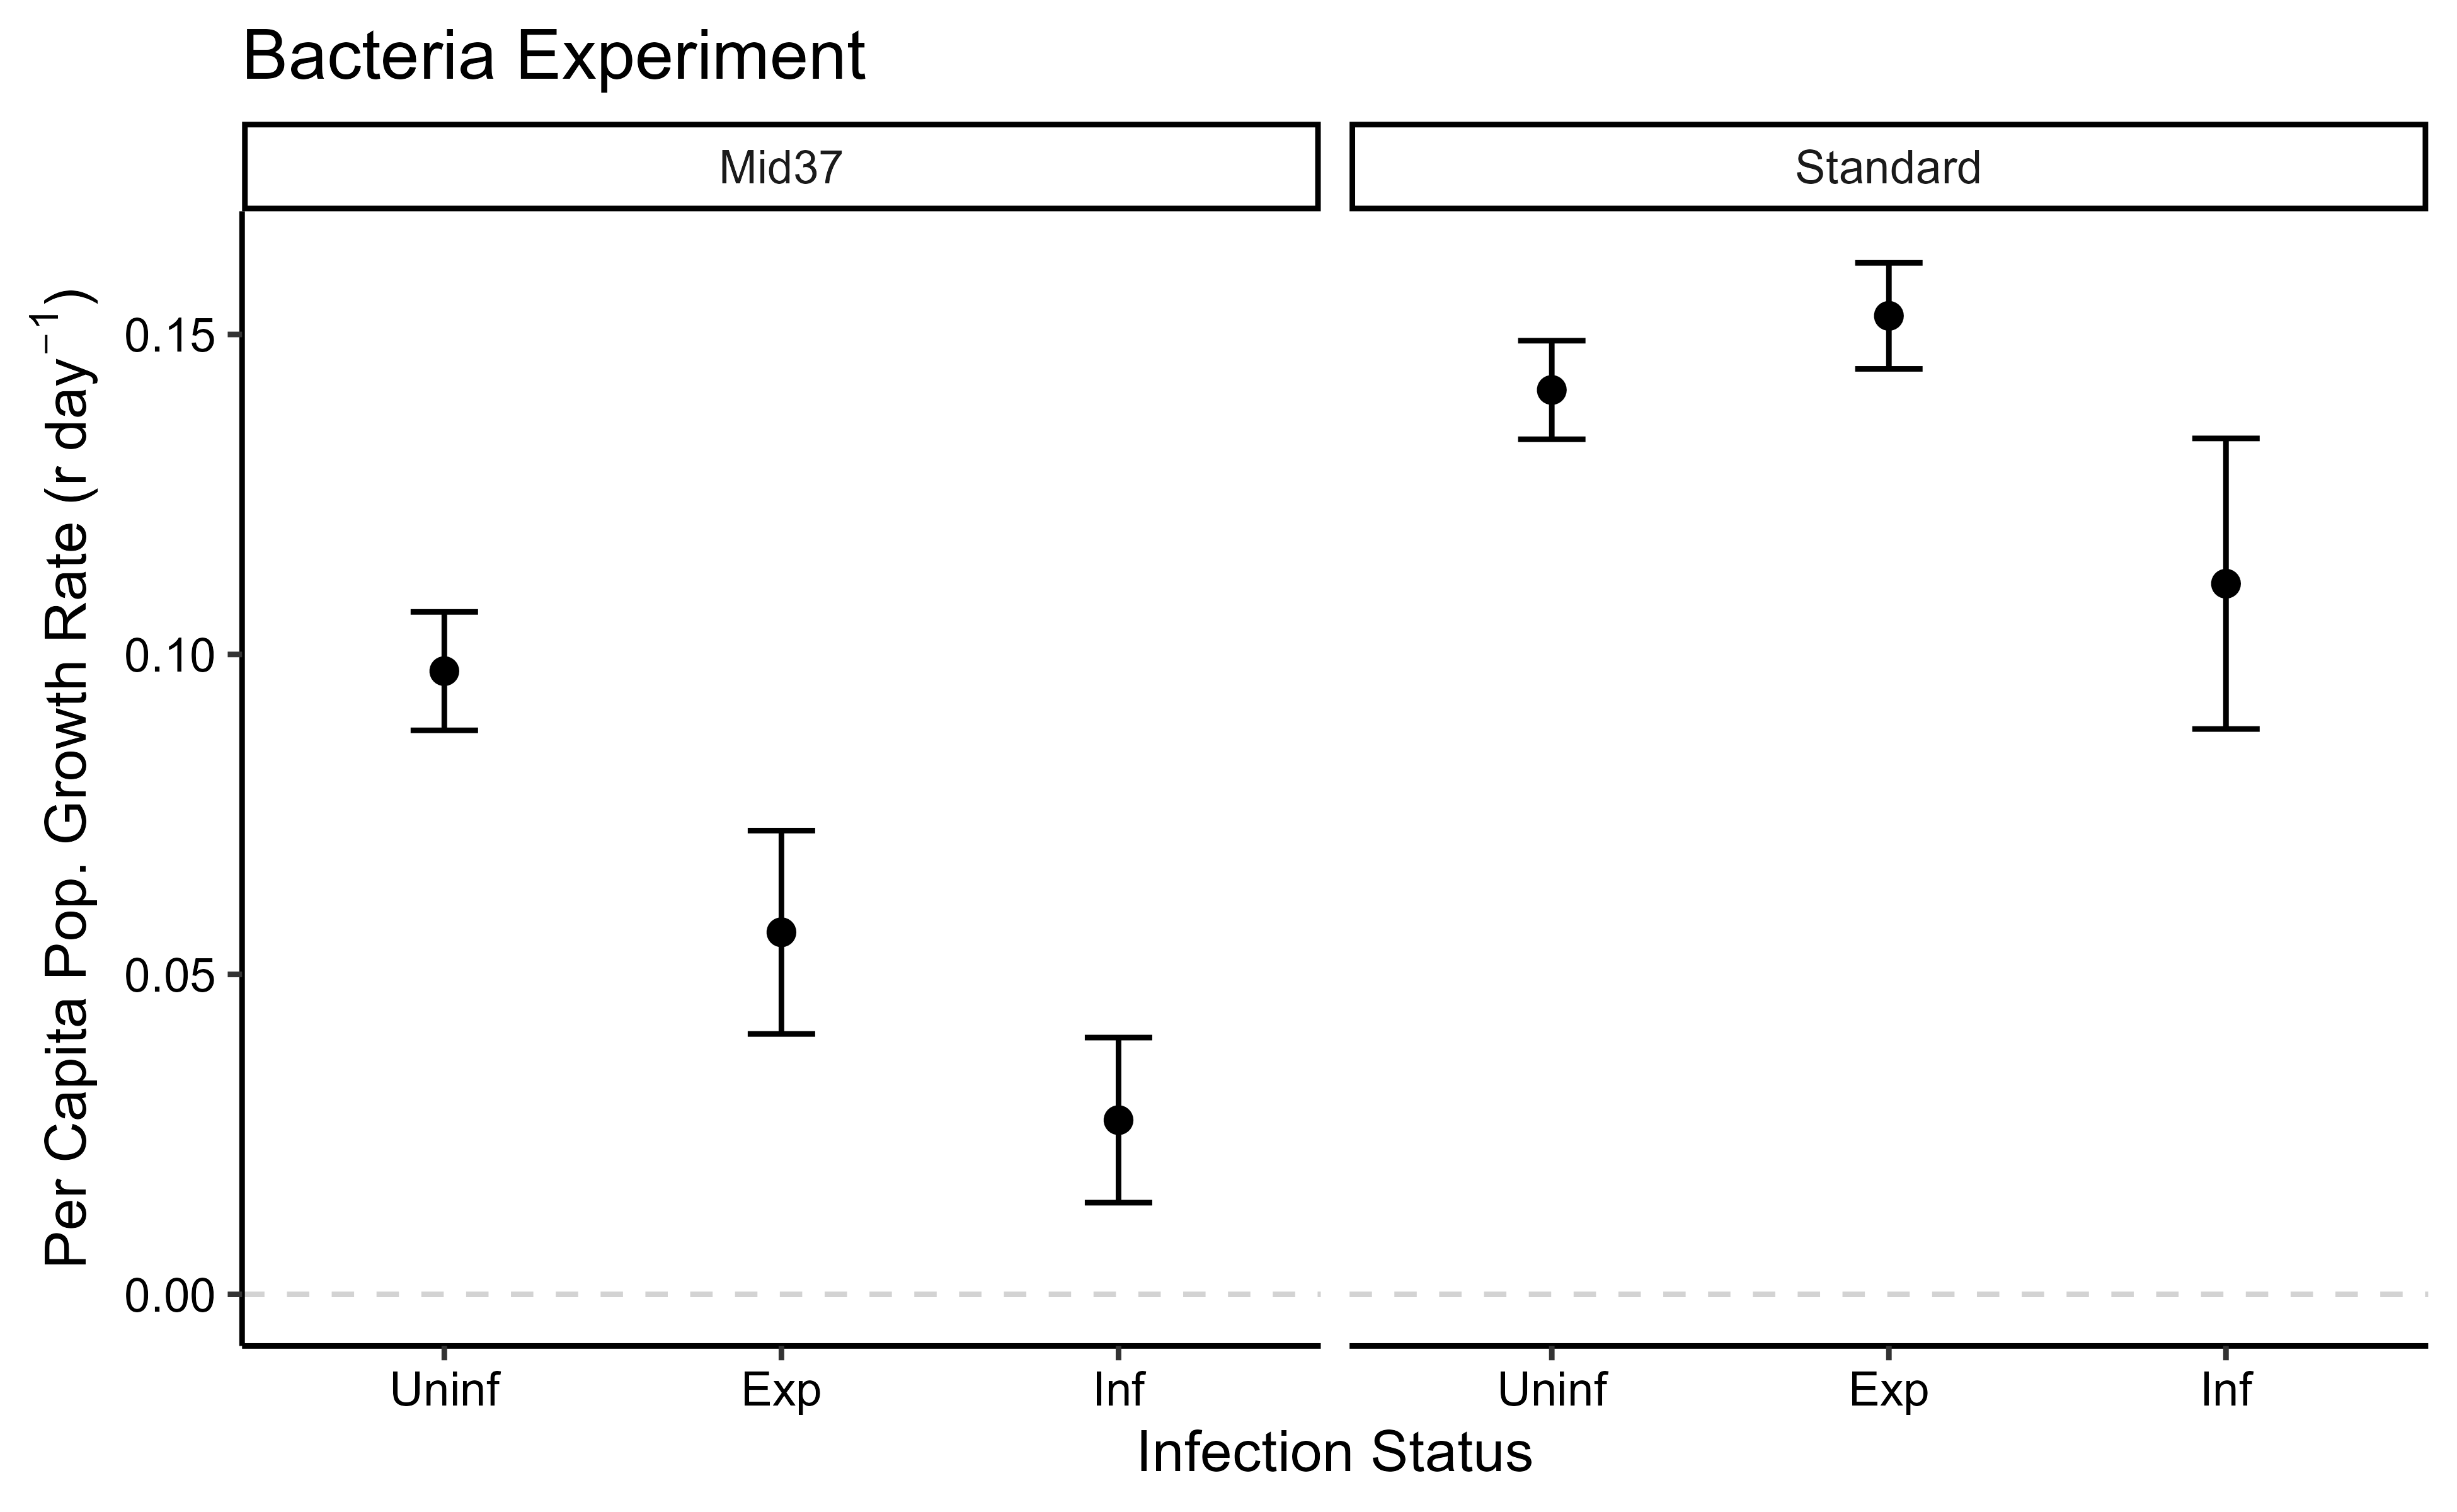 Bacteria Experiment
Mid37
Standard
Per Capita Pop. Growth Rate (r day⁻¹)
0.15
0.10
0.05
0.00
Uninf Exp Inf
Uninf Exp Inf
Infection Status